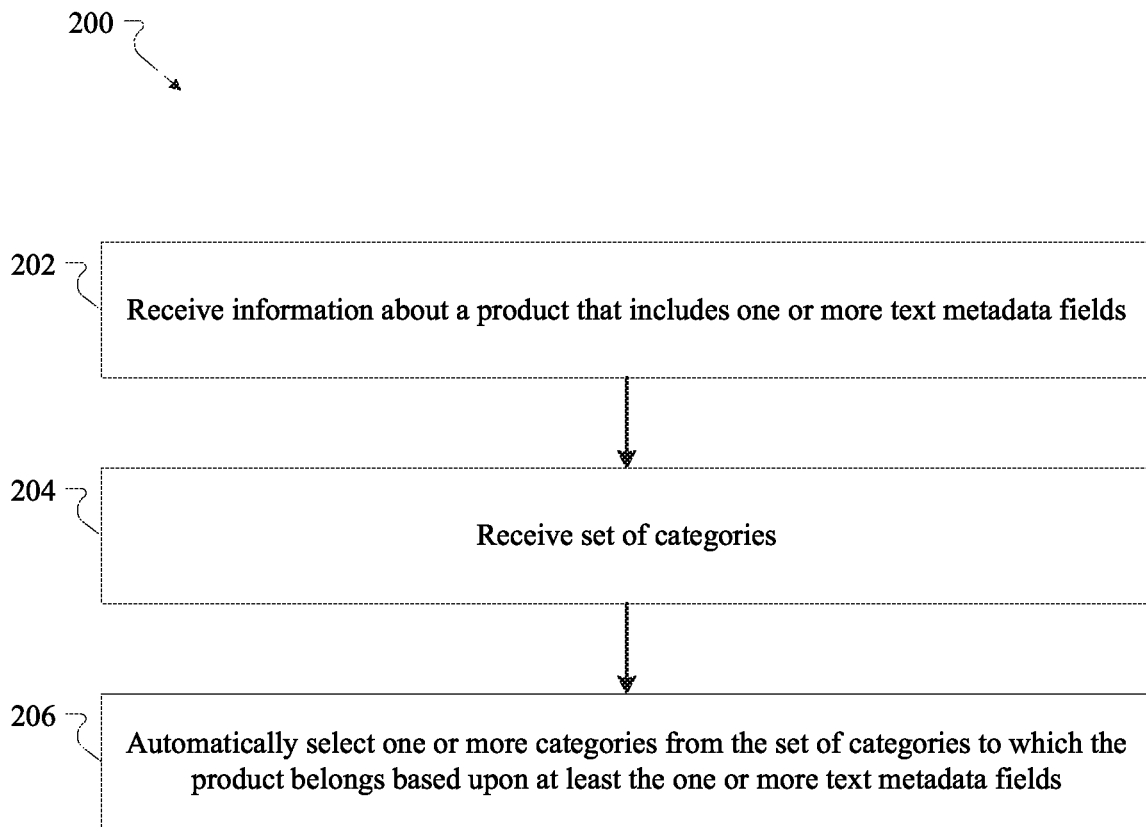 200
202
Receive information about a product that includes one or more text metadata fields
204
Receive set of categories
206
Automatically select one or more categories from the set of categories to which the
product belongs based upon at least the one or more text metadata fields